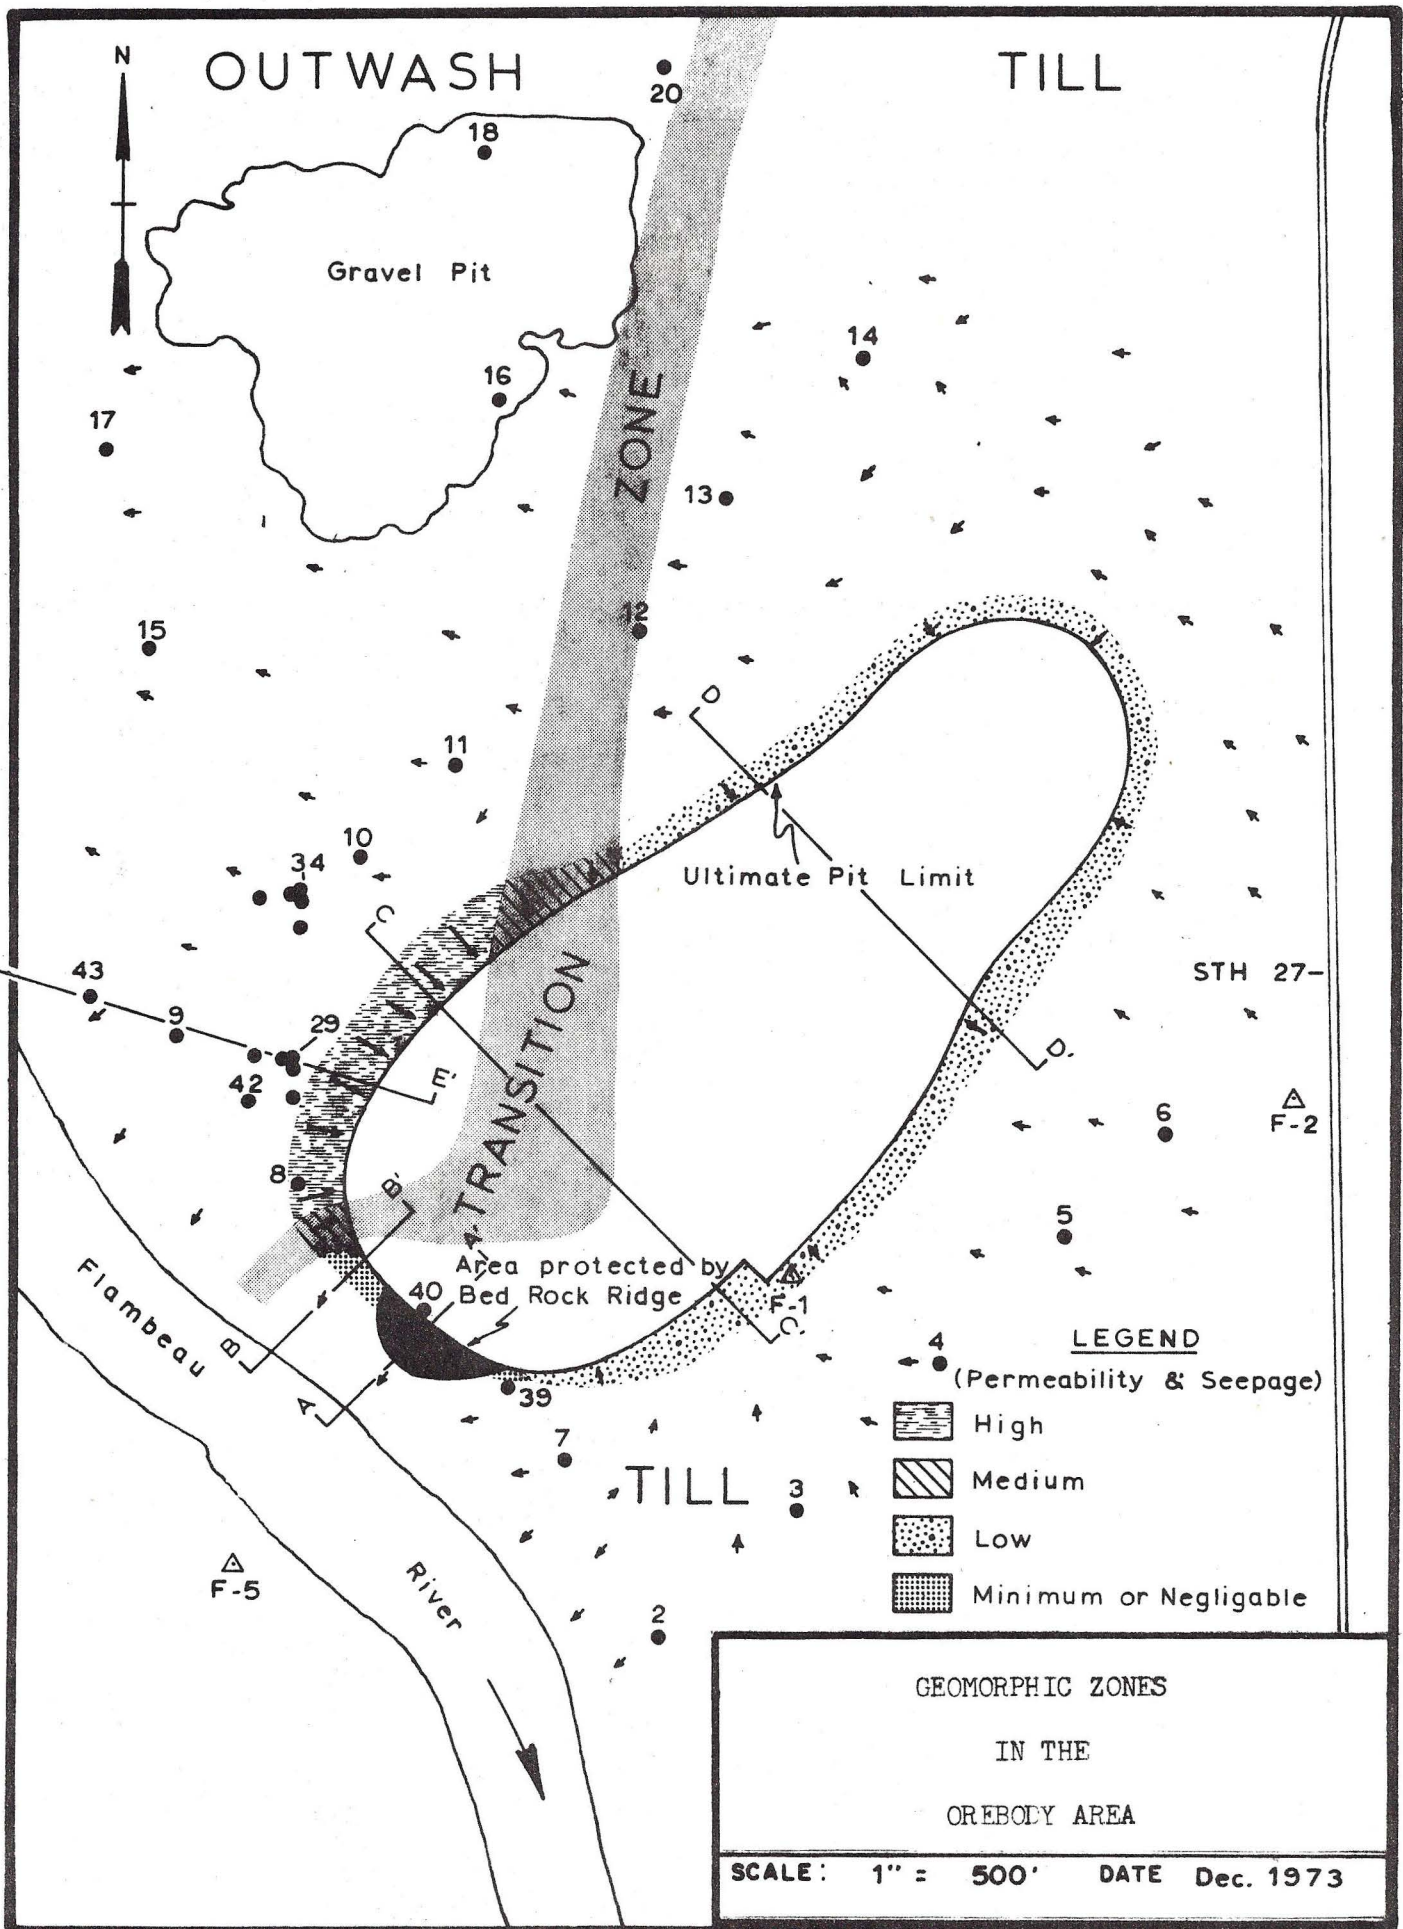 N
OUTWASH
TILL
20
18
Gravel Pit
14
16
17
ZONE
13
12
15
D
11
10
34
Ultimate Pit Limit
C
43
STH 27-
9
29
TRANSITION
D'
E'
42
6
F-2
8
B'
5
A'
Area protected by
Bed Rock Ridge
Flambeau
40
F-1
C'
B
4
A
39
LEGEND
(Permeability & Seepage)
High
7
Medium
TILL
3
Low
F-5
River
Minimum or Negligable
2
GEOMORPHIC ZONES
IN THE
OREBODY AREA
SCALE: 1" = 500' DATE Dec. 1973